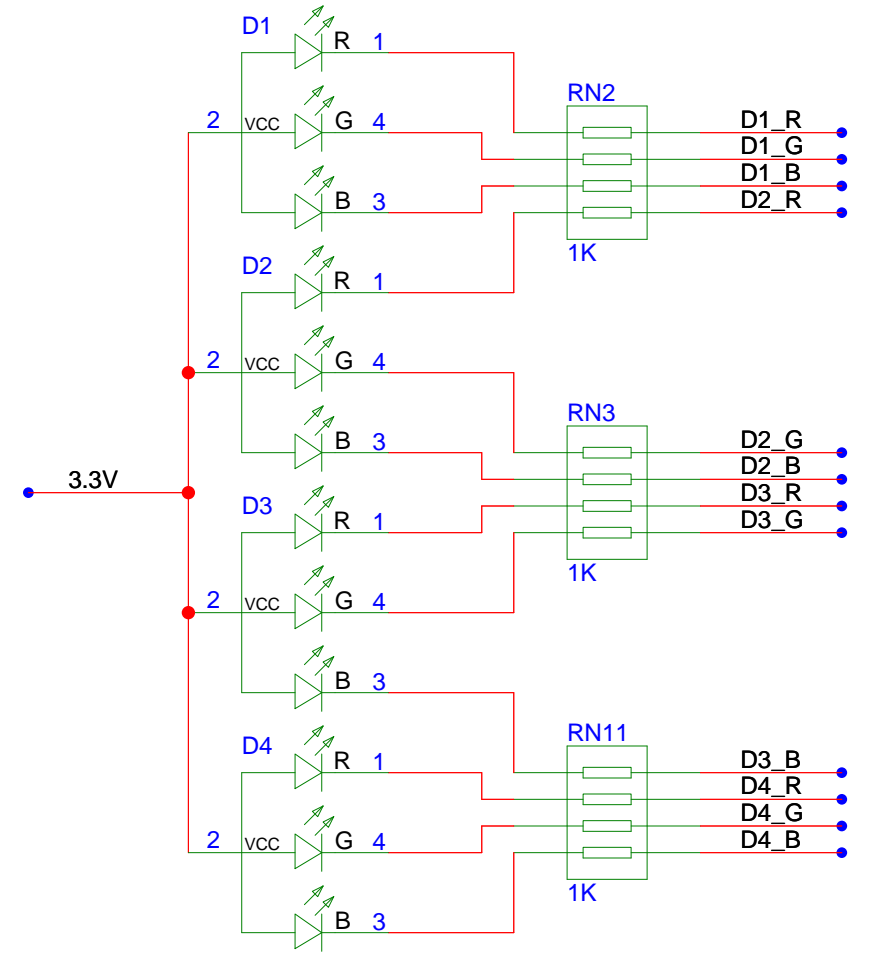 D1
R 1
RN2
2 VCC G 4
D1_R
D1_G
D1_B
D2_R
B 3
1K
D2
R 1
2 VCC G 4
RN3
B 3
D2_G
D2_B
D3_R
D3_G
3.3V
D3
R 1
1K
2 VCC G 4
B 3
RN11
D4
R 1
D3_B
D4_R
D4_G
D4_B
2 VCC G 4
1K
B 3